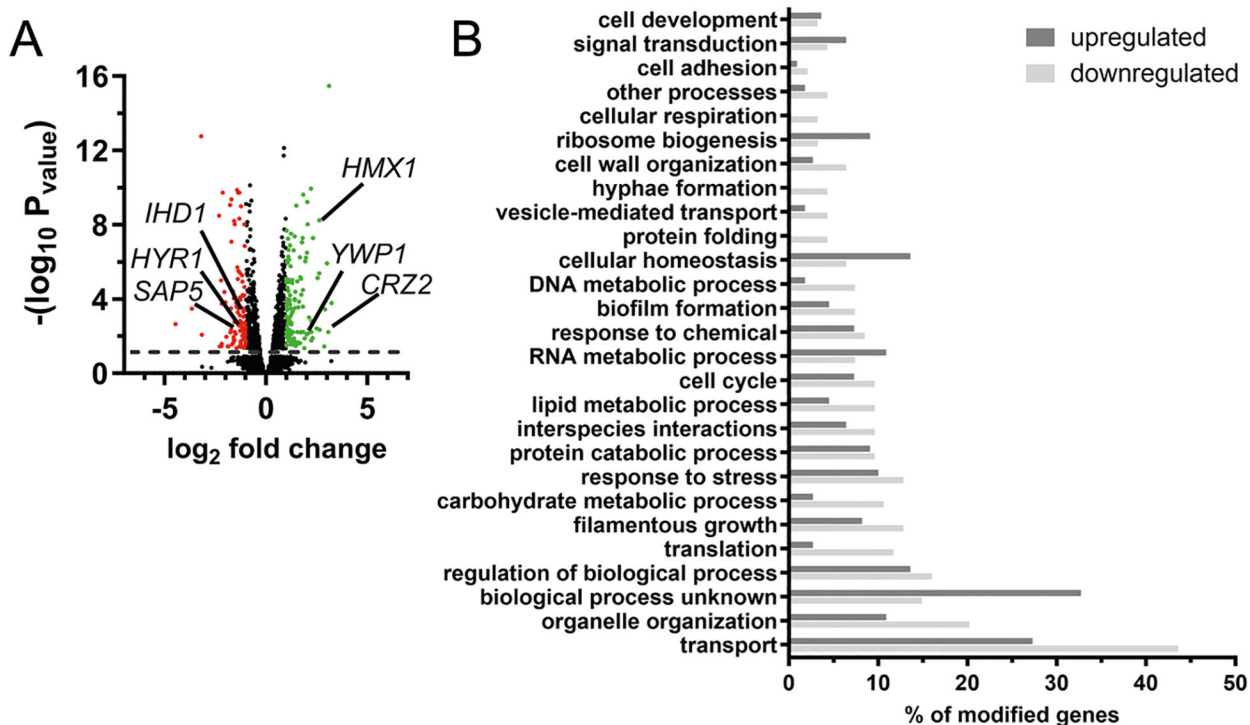 A
16
12
8
4
0
-(log10 Pvalue)
HMX1
IHD1
HYR1
YWP1
SAP5
CRZ2
-5 0 5
log2 fold change
B
upregulated
downregulated
cell development
signal transduction
cell adhesion
other processes
cellular respiration
ribosome biogenesis
cell wall organization
hyphae formation
vesicle-mediated transport
protein folding
cellular homeostasis
DNA metabolic process
biofilm formation
response to chemical
RNA metabolic process
cell cycle
lipid metabolic process
interspecies interactions
protein catabolic process
response to stress
carbohydrate metabolic process
filamentous growth
translation
regulation of biological process
biological process unknown
organelle organization
transport
0 10 20 30 40 50
% of modified genes